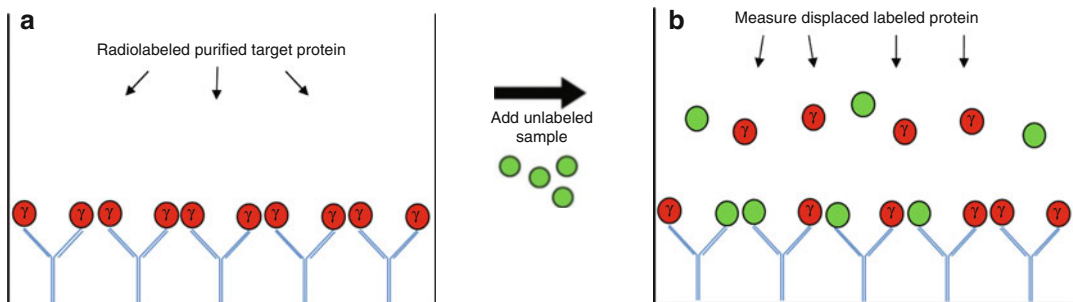 a
Radiolabeled purified target protein
γ γ γ γ γ γ γ γ γ γ
Add unlabeled
sample
b
Measure displaced labeled protein
γ γ γ γ
γ γ γ γ γ γ